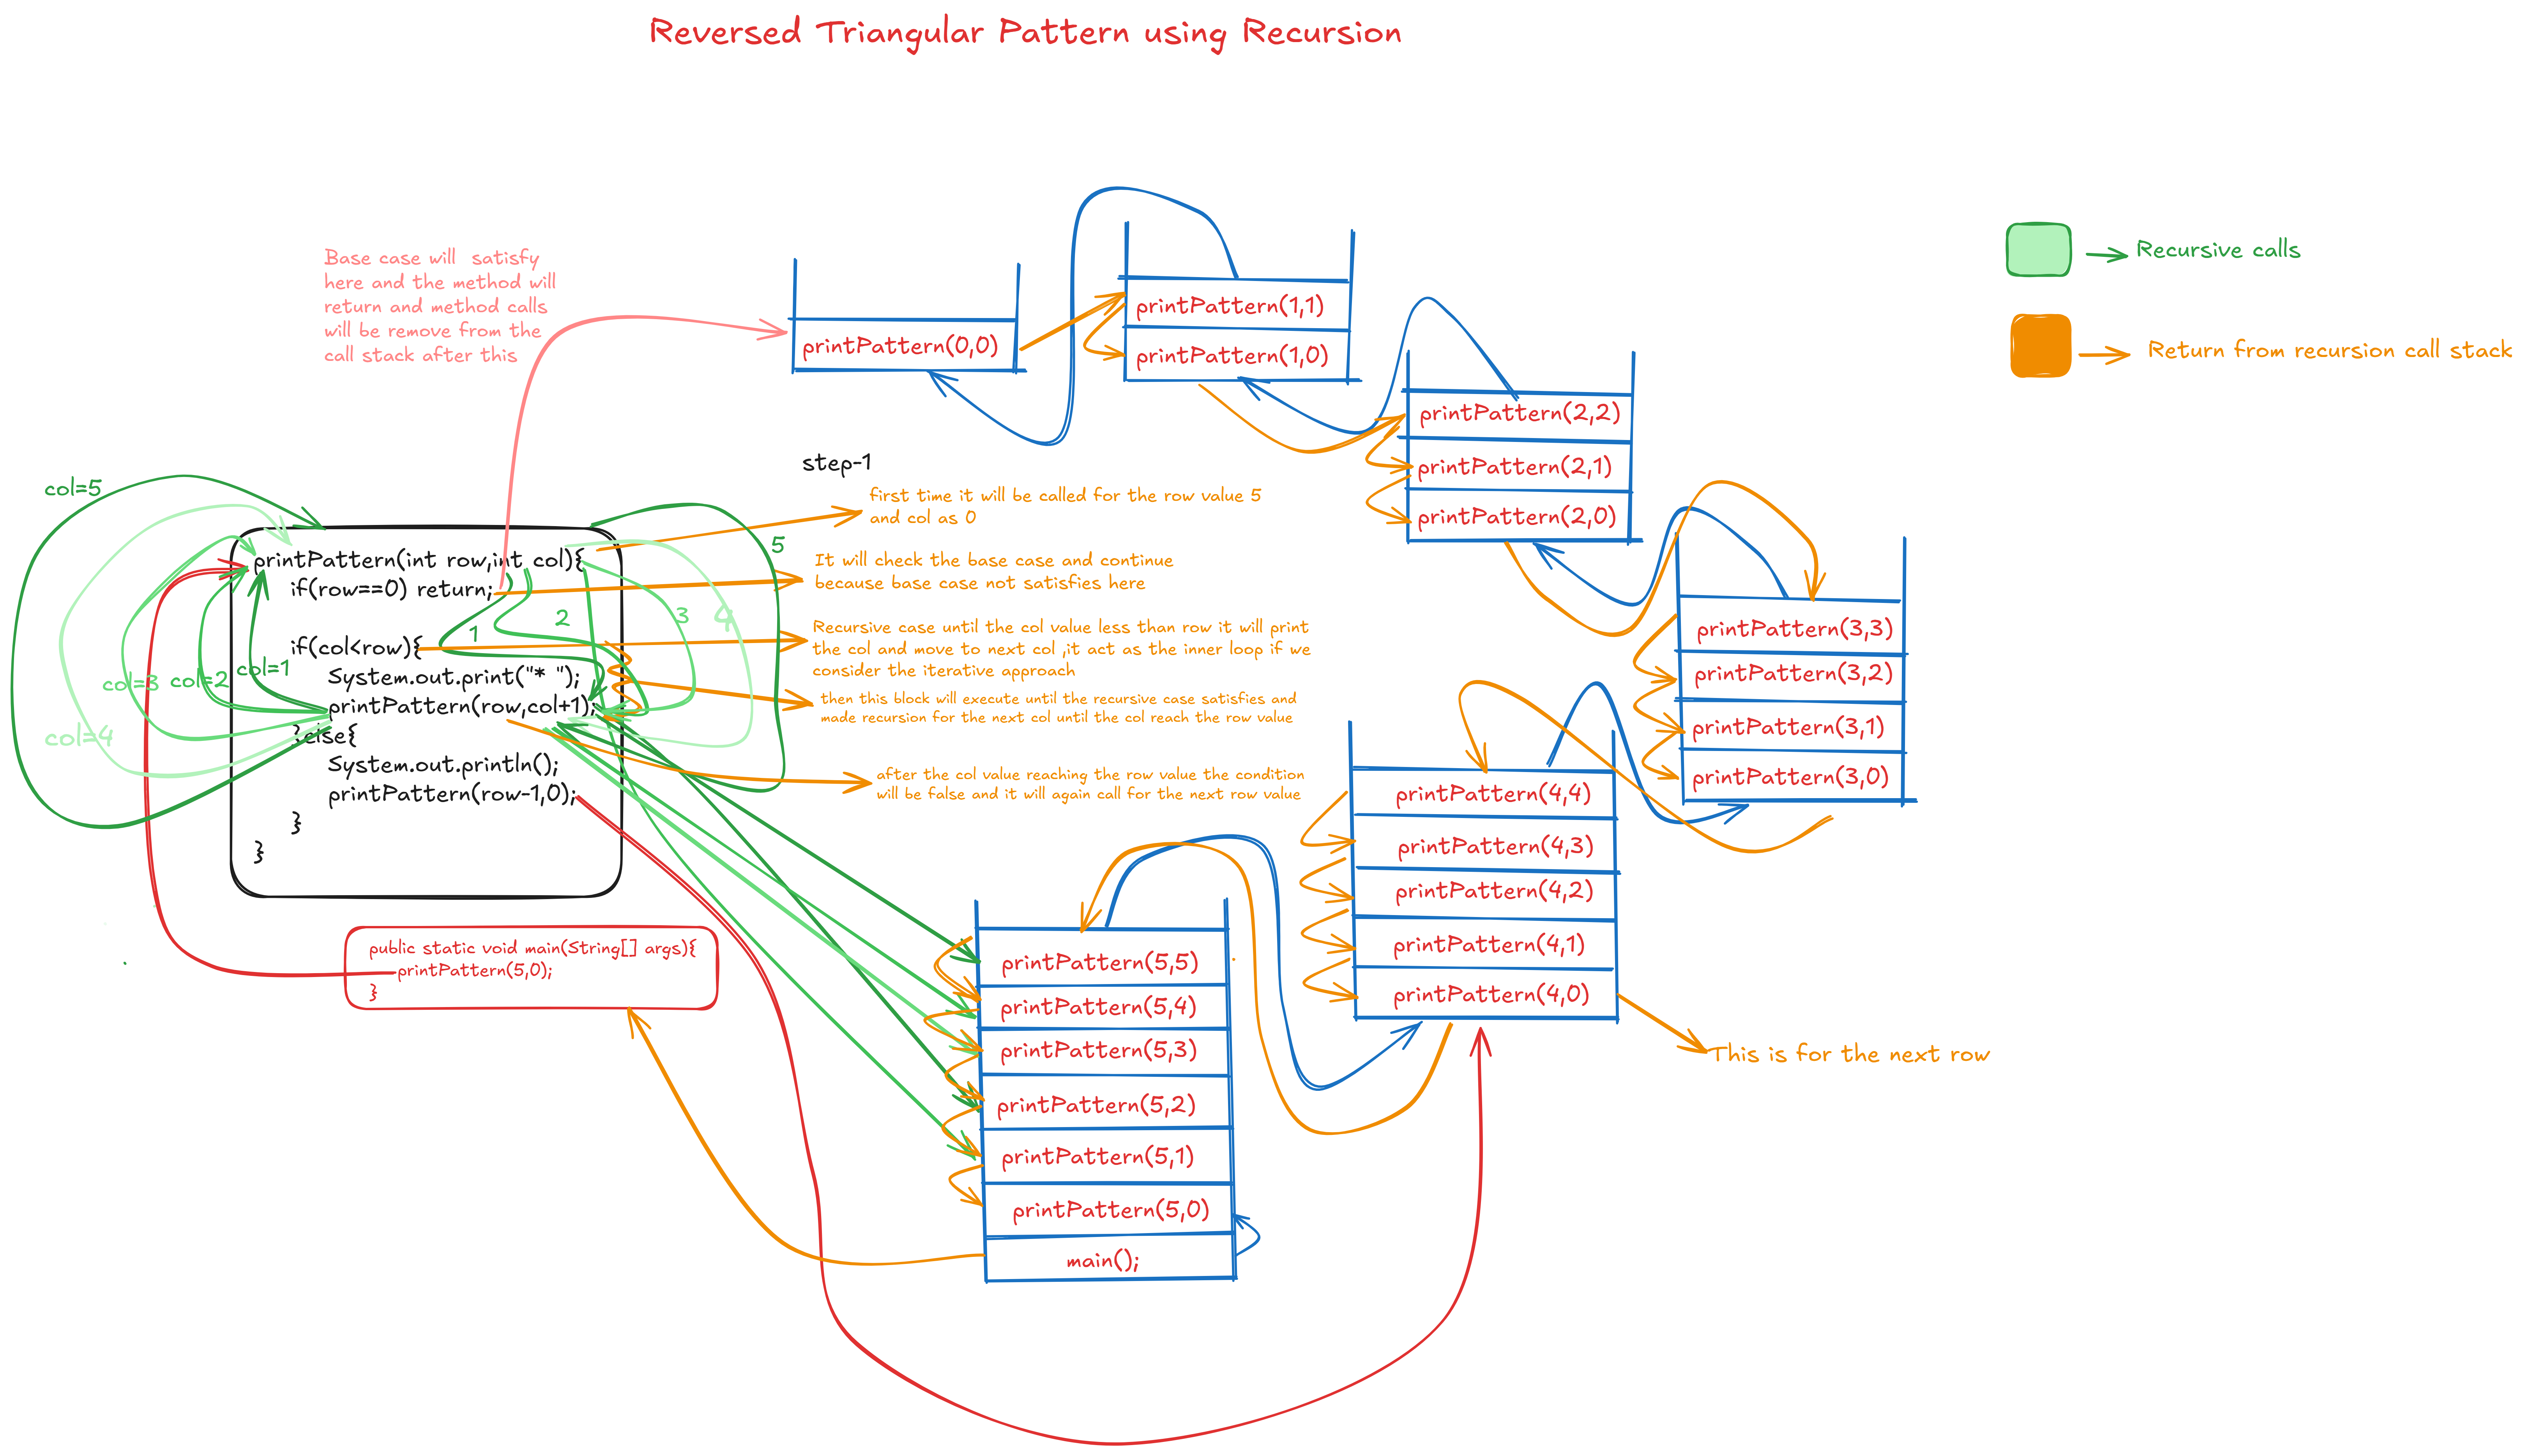 Reversed Triangular Pattern using Recursion
Recursive calls
Return from recursion call stack
Base case will satisfy
here and the method will
return and method calls
will be remove from the
call stack after this
printPattern(0,0)
printPattern(1,1)
printPattern(1,0)
printPattern(2,2)
printPattern(2,1)
printPattern(2,0)
printPattern(3,3)
printPattern(3,2)
printPattern(3,1)
printPattern(3,0)
step-1
first time it will be called for the row value 5
and col as 0
It will check the base case and continue
because base case not satisfies here
Recursive case until the col value less than row it will print
the col and move to next col ,it act as the inner loop if we
consider the iterative approach
then this block will execute until the recursive case satisfies and
made recursion for the next col until the col reach the row value
after the col value reaching the row value the condition
will be false and it will again call for the next row value
col=5
col=3
col=2
col=1
col=4
1
2
3
4
5
printPattern(int row,int col){
if(row==0) return;
if(col<row){
System.out.print("* ");
printPattern(row,col+1);
}else{
System.out.println();
printPattern(row-1,0);
}
}
public static void main(String[] args){
printPattern(5,0);
}
printPattern(4,4)
printPattern(4,3)
printPattern(4,2)
printPattern(4,1)
printPattern(4,0)
This is for the next row
printPattern(5,5)
printPattern(5,4)
printPattern(5,3)
printPattern(5,2)
printPattern(5,1)
printPattern(5,0)
main();